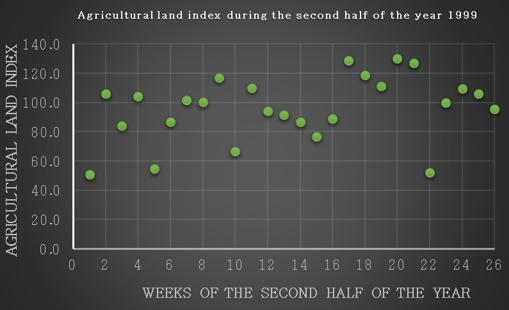 Agricultural land index during the second half of the year 1999
AGRICULTURAL LAND INDEX
140.0
120.0
100.0
80.0
60.0
40.0
20.0
0.0
0 2 4 6 8 10 12 14 16 18 20 22 24 26
WEEKS OF THE SECOND HALF OF THE YEAR